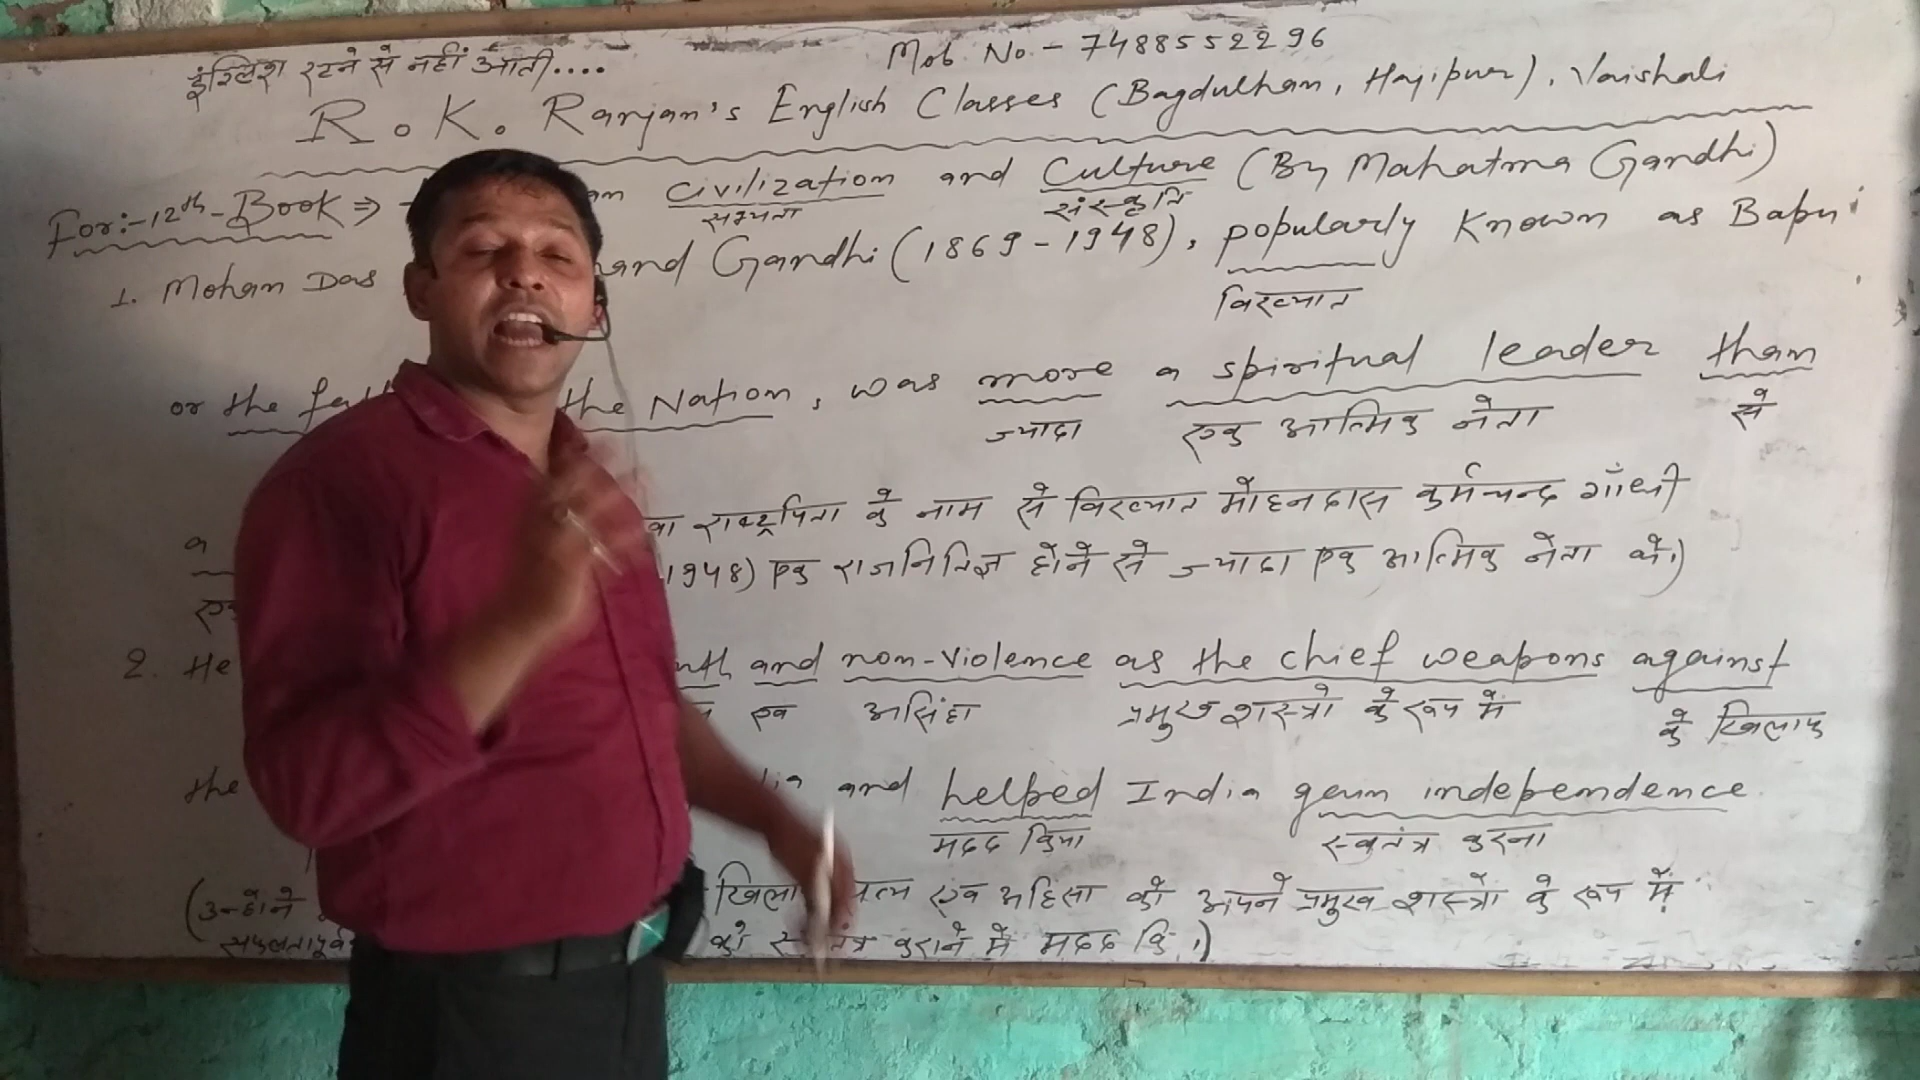 इंग्लिश रटने से नहीं आती....
Mob. No. - 7488552296
R. K. Ranjan's English Classes (Bagdulham, Hajipur), Vaishali
For:- 12th - Book ⇒ an civilization and Culture (By Mahatma Gandhi)
सभ्यता संस्कृति
1. Mohan Das and Gandhi (1869-1948), popularly known as Bapu
विख्यात
or the the Nation, was more a spiritual leader than
ज्यादा एक आत्मिक नेता से
a वा राष्ट्रपिता के नाम से विख्यात मोहनदास कर्मचन्द गाँधी
1948) एक राजनितिज्ञ होने से ज्यादा एक आत्मिक नेता थे।)
2. He uth and non-violence as the chief weapons against
एव असिंहा प्रमुख शास्त्रो के रूप में के खिलाफ
the and helped India gain independence
मदद किया स्वतंत्र करना
(उन्होंने खिला सत्य एव अहिंसा को अपने प्रमुख शास्त्रों के रूप में
सफलतापूर्व को स्वतंत्र कराने में मदद कि।)